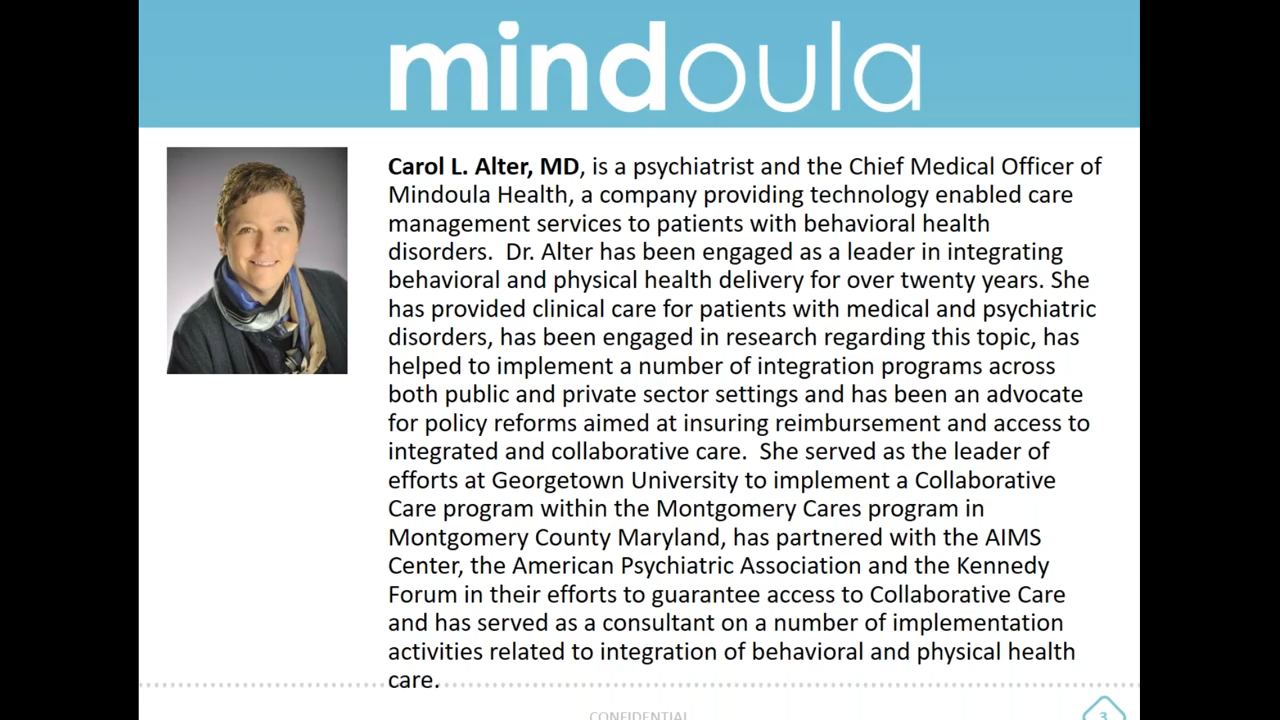 mindoula
Carol L. Alter, MD, is a psychiatrist and the Chief Medical Officer of
Mindoula Health, a company providing technology enabled care
management services to patients with behavioral health
disorders.  Dr. Alter has been engaged as a leader in integrating
behavioral and physical health delivery for over twenty years. She
has provided clinical care for patients with medical and psychiatric
disorders, has been engaged in research regarding this topic, has
helped to implement a number of integration programs across
both public and private sector settings and has been an advocate
for policy reforms aimed at insuring reimbursement and access to
integrated and collaborative care.  She served as the leader of
efforts at Georgetown University to implement a Collaborative
Care program within the Montgomery Cares program in
Montgomery County Maryland, has partnered with the AIMS
Center, the American Psychiatric Association and the Kennedy
Forum in their efforts to guarantee access to Collaborative Care
and has served as a consultant on a number of implementation
activities related to integration of behavioral and physical health
care.
CONFIDENTIAL
3